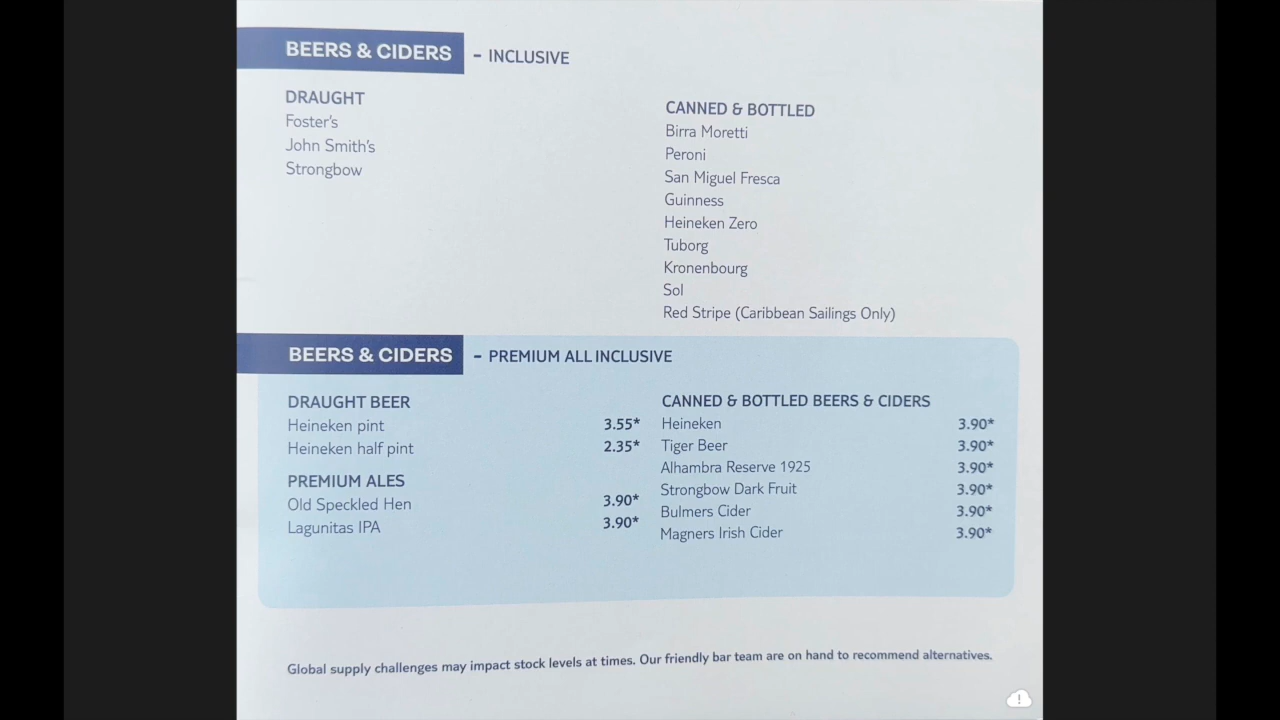 BEERS & CIDERS – INCLUSIVE
DRAUGHT
Foster's
John Smith's
Strongbow
CANNED & BOTTLED
Birra Moretti
Peroni
San Miguel Fresca
Guinness
Heineken Zero
Tuborg
Kronenbourg
Sol
Red Stripe (Caribbean Sailings Only)
BEERS & CIDERS – PREMIUM ALL INCLUSIVE
DRAUGHT BEER
Heineken pint 3.55*
Heineken half pint 2.35*
PREMIUM ALES
Old Speckled Hen 3.90*
Lagunitas IPA 3.90*
CANNED & BOTTLED BEERS & CIDERS
Heineken 3.90*
Tiger Beer 3.90*
Alhambra Reserve 1925 3.90*
Strongbow Dark Fruit 3.90*
Bulmers Cider 3.90*
Magners Irish Cider 3.90*
Global supply challenges may impact stock levels at times. Our friendly bar team are on hand to recommend alternatives.